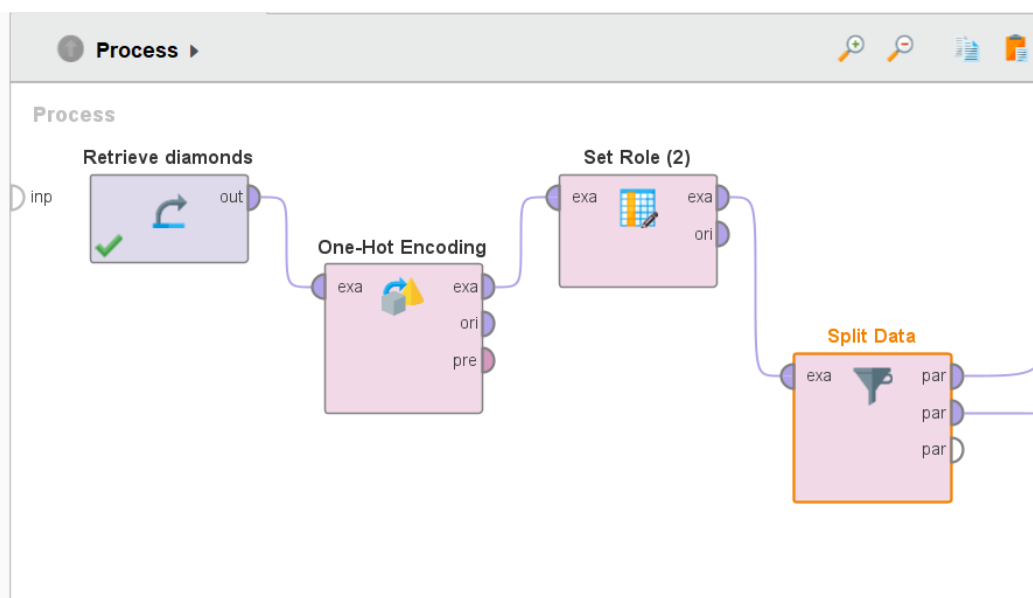 Process
Process
Retrieve diamonds
inp
out
One-Hot Encoding
exa
exa
ori
pre
Set Role (2)
exa
exa
ori
Split Data
exa
par
par
par